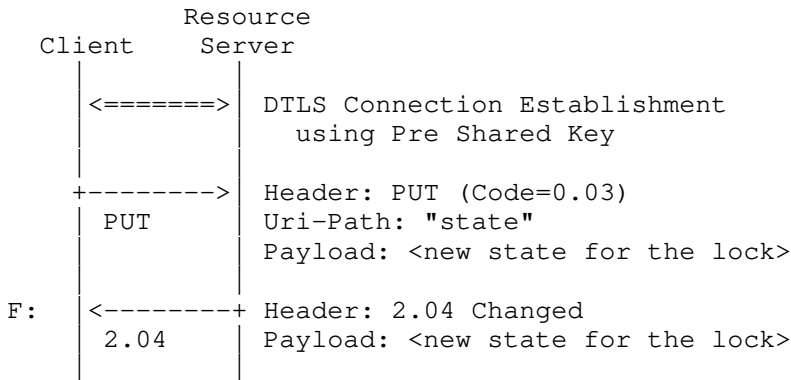 Resource
Client Server
<=======> DTLS Connection Establishment
using Pre Shared Key
+--------> Header: PUT (Code=0.03)
PUT Uri-Path: "state"
Payload: <new state for the lock>
F: <--------+ Header: 2.04 Changed
2.04 Payload: <new state for the lock>